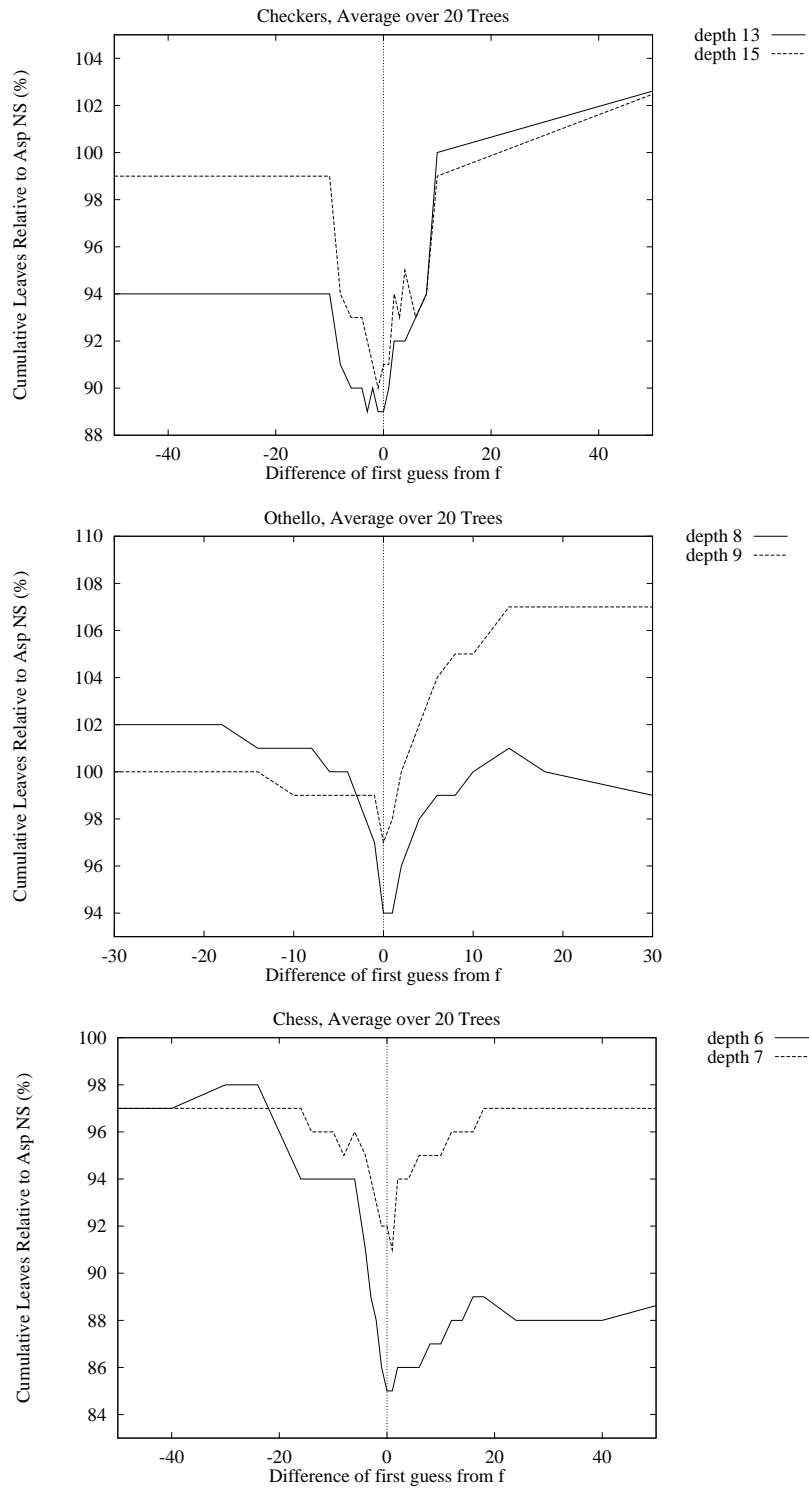 Checkers, Average over 20 Trees
depth 13
depth 15
Cumulative Leaves Relative to Asp NS (%)
104
102
100
98
96
94
92
90
88
-40
-20
0
20
40
Difference of first guess from f
Othello, Average over 20 Trees
depth 8
depth 9
Cumulative Leaves Relative to Asp NS (%)
110
108
106
104
102
100
98
96
94
-30
-20
-10
0
10
20
30
Difference of first guess from f
Chess, Average over 20 Trees
depth 6
depth 7
Cumulative Leaves Relative to Asp NS (%)
100
98
96
94
92
90
88
86
84
-40
-20
0
20
40
Difference of first guess from f